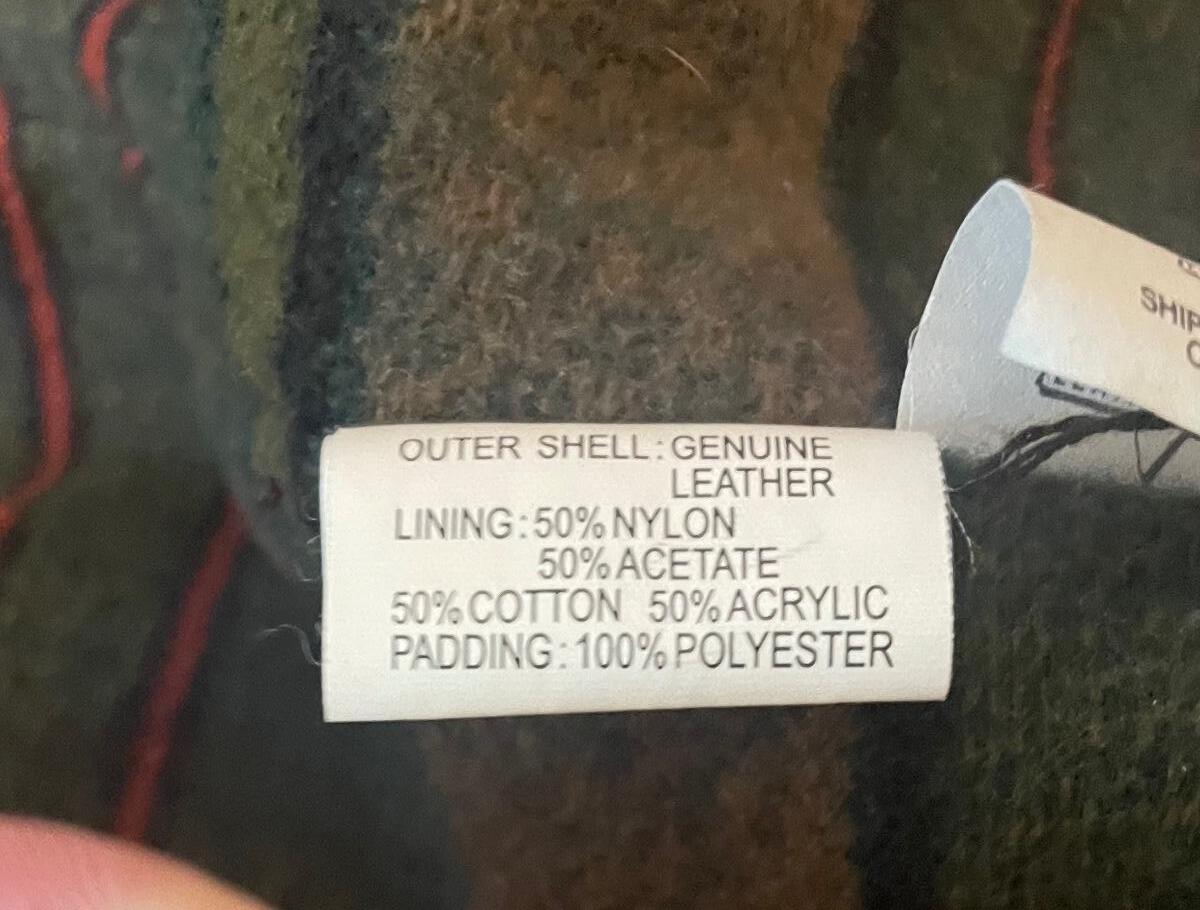 OUTER SHELL: GENUINE
LEATHER
LINING: 50% NYLON
50% ACETATE
50% COTTON 50% ACRYLIC
PADDING: 100% POLYESTER